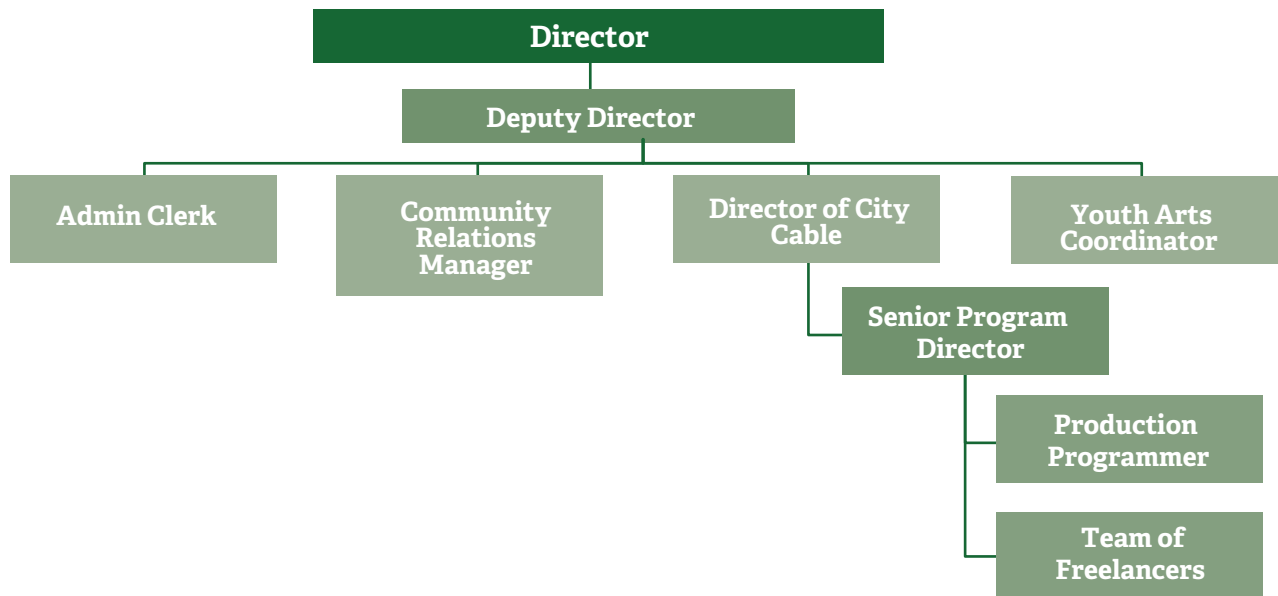 Director
Deputy Director
Admin Clerk
Community
Relations
Manager
Director of City
Cable
Youth Arts
Coordinator
Senior Program
Director
Production
Programmer
Team of
Freelancers